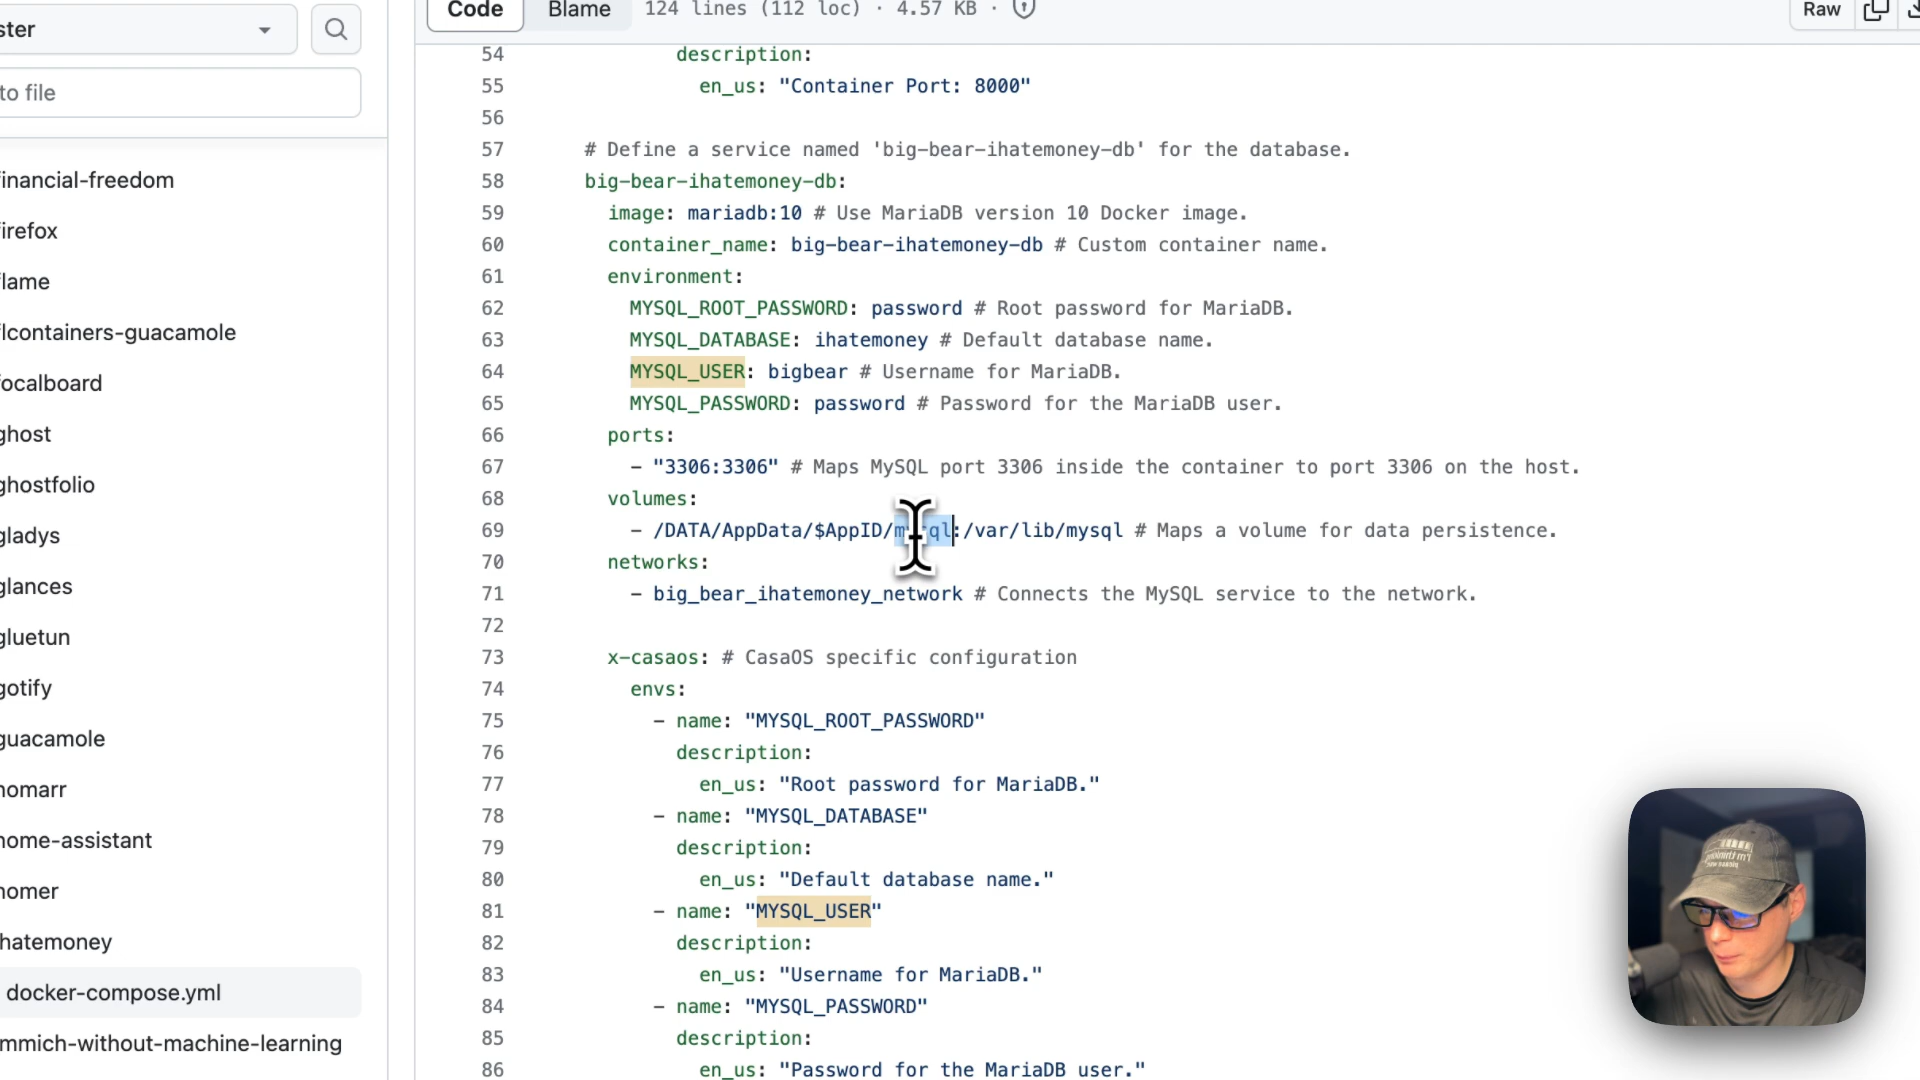 ster
Code Blame 124 lines (112 loc) · 4.57 KB · Raw
to file
financial-freedom
firefox
flame
flcontainers-guacamole
focalboard
ghost
ghostfolio
gladys
glances
gluetun
gotify
guacamole
homarr
home-assistant
homer
hatemoney
docker-compose.yml
mmich-without-machine-learning
54 description:
55 en_us: "Container Port: 8000"
56
57 # Define a service named 'big-bear-ihatemoney-db' for the database.
58 big-bear-ihatemoney-db:
59 image: mariadb:10 # Use MariaDB version 10 Docker image.
60 container_name: big-bear-ihatemoney-db # Custom container name.
61 environment:
62 MYSQL_ROOT_PASSWORD: password # Root password for MariaDB.
63 MYSQL_DATABASE: ihatemoney # Default database name.
64 MYSQL_USER: bigbear # Username for MariaDB.
65 MYSQL_PASSWORD: password # Password for the MariaDB user.
66 ports:
67 - "3306:3306" # Maps MySQL port 3306 inside the container to port 3306 on the host.
68 volumes:
69 - /DATA/AppData/$AppID/mysql:/var/lib/mysql # Maps a volume for data persistence.
70 networks:
71 - big_bear_ihatemoney_network # Connects the MySQL service to the network.
72
73 x-casaos: # CasaOS specific configuration
74 envs:
75 - name: "MYSQL_ROOT_PASSWORD"
76 description:
77 en_us: "Root password for MariaDB."
78 - name: "MYSQL_DATABASE"
79 description:
80 en_us: "Default database name."
81 - name: "MYSQL_USER"
82 description:
83 en_us: "Username for MariaDB."
84 - name: "MYSQL_PASSWORD"
85 description:
86 en_us: "Password for the MariaDB user."